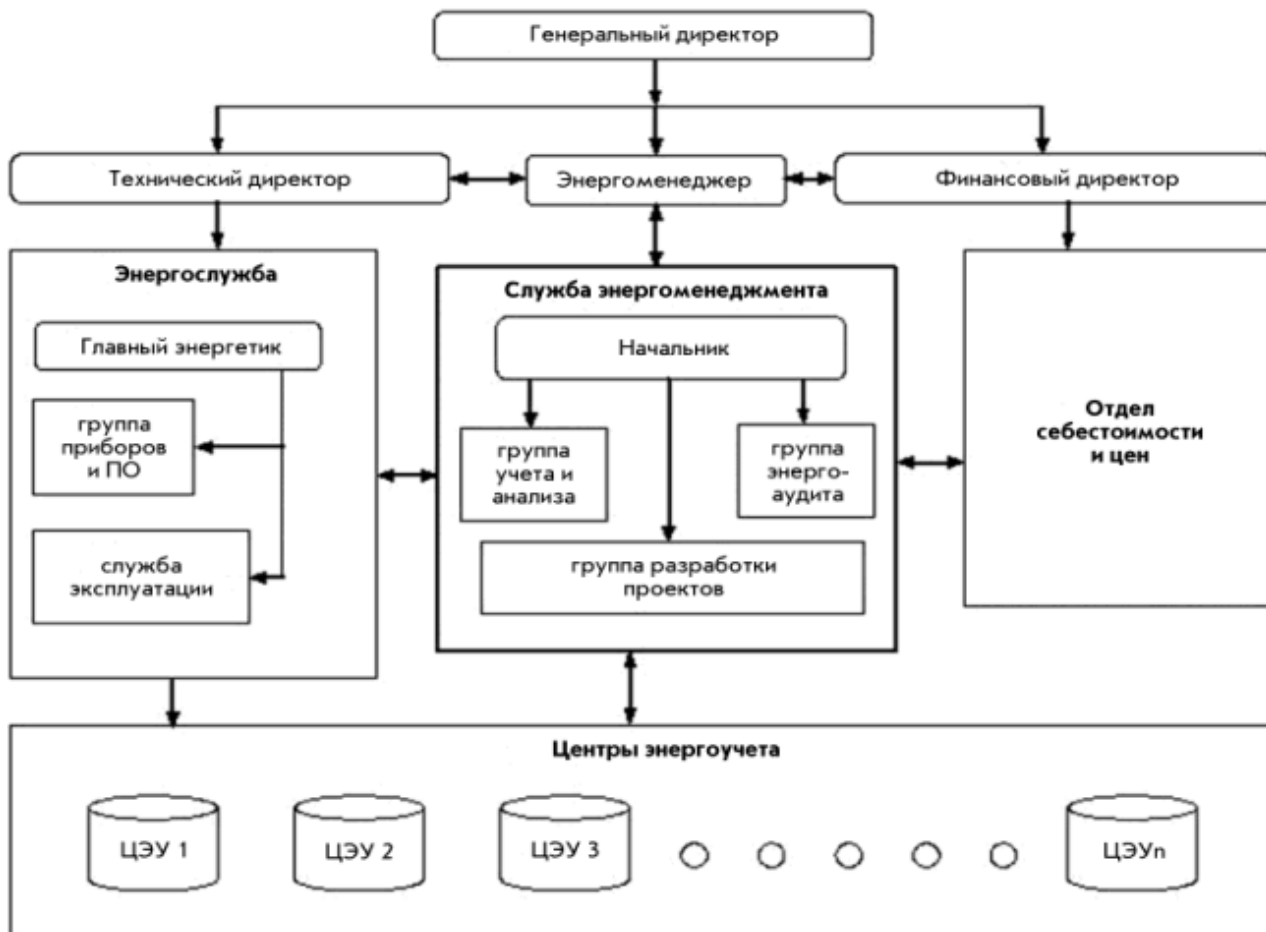 Генеральный директор
Технический директор
Энергоменеджер
Финансовый директор
Энергослужба
Главный энергетик
группа
приборов
и ПО
служба
эксплуатации
Служба энергоменеджмента
Начальник
группа
учета и
анализа
группа
энерго-
аудита
группа разработки
проектов
Отдел
себестоимости
и цен
Центры энергоучета
ЦЭУ 1
ЦЭУ 2
ЦЭУ 3
ЦЭУn